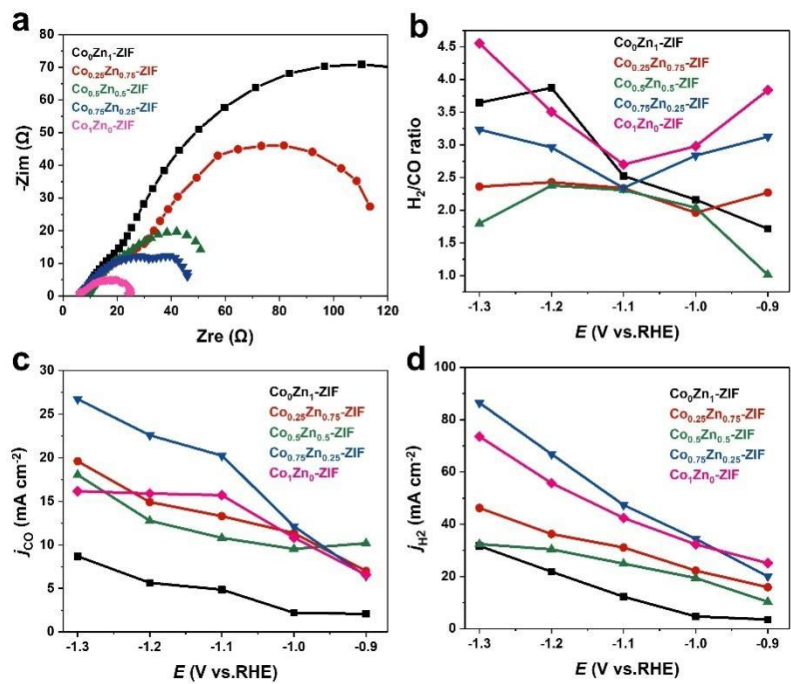 a
Co₀Zn₁-ZIF
Co₀.₂₅Zn₀.₇₅-ZIF
Co₀.₅Zn₀.₅-ZIF
Co₀.₇₅Zn₀.₂₅-ZIF
Co₁Zn₀-ZIF
80
70
60
50
40
30
20
10
0
-Zim (Ω)
0 20 40 60 80 100 120
Zre (Ω)
b
Co₀Zn₁-ZIF
Co₀.₂₅Zn₀.₇₅-ZIF
Co₀.₅Zn₀.₅-ZIF
Co₀.₇₅Zn₀.₂₅-ZIF
Co₁Zn₀-ZIF
4.5
4.0
3.5
3.0
2.5
2.0
1.5
1.0
H₂/CO ratio
-1.3 -1.2 -1.1 -1.0 -0.9
E (V vs.RHE)
c
Co₀Zn₁-ZIF
Co₀.₂₅Zn₀.₇₅-ZIF
Co₀.₅Zn₀.₅-ZIF
Co₀.₇₅Zn₀.₂₅-ZIF
Co₁Zn₀-ZIF
30
25
20
15
10
5
0
jCO (mA cm⁻²)
-1.3 -1.2 -1.1 -1.0 -0.9
E (V vs.RHE)
d
Co₀Zn₁-ZIF
Co₀.₂₅Zn₀.₇₅-ZIF
Co₀.₅Zn₀.₅-ZIF
Co₀.₇₅Zn₀.₂₅-ZIF
Co₁Zn₀-ZIF
100
80
60
40
20
0
jH2 (mA cm⁻²)
-1.3 -1.2 -1.1 -1.0 -0.9
E (V vs.RHE)